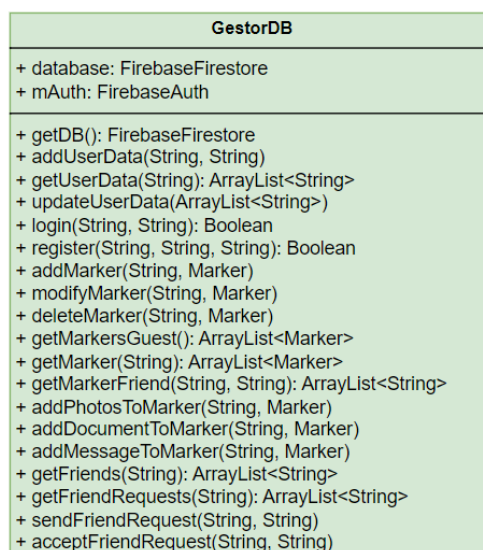 GestorDB
+ database: FirebaseFirestore
+ mAuth: FirebaseAuth
+ getDB(): FirebaseFirestore
+ addUserData(String, String)
+ getUserData(String): ArrayList<String>
+ updateUserData(ArrayList<String>)
+ login(String, String): Boolean
+ register(String, String, String): Boolean
+ addMarker(String, Marker)
+ modifyMarker(String, Marker)
+ deleteMarker(String, Marker)
+ getMarkersGuest(): ArrayList<Marker>
+ getMarker(String): ArrayList<Marker>
+ getMarkerFriend(String, String): ArrayList<String>
+ addPhotosToMarker(String, Marker)
+ addDocumentToMarker(String, Marker)
+ addMessageToMarker(String, Marker)
+ getFriends(String): ArrayList<String>
+ getFriendRequests(String): ArrayList<String>
+ sendFriendRequest(String, String)
+ acceptFriendRequest(String, String)